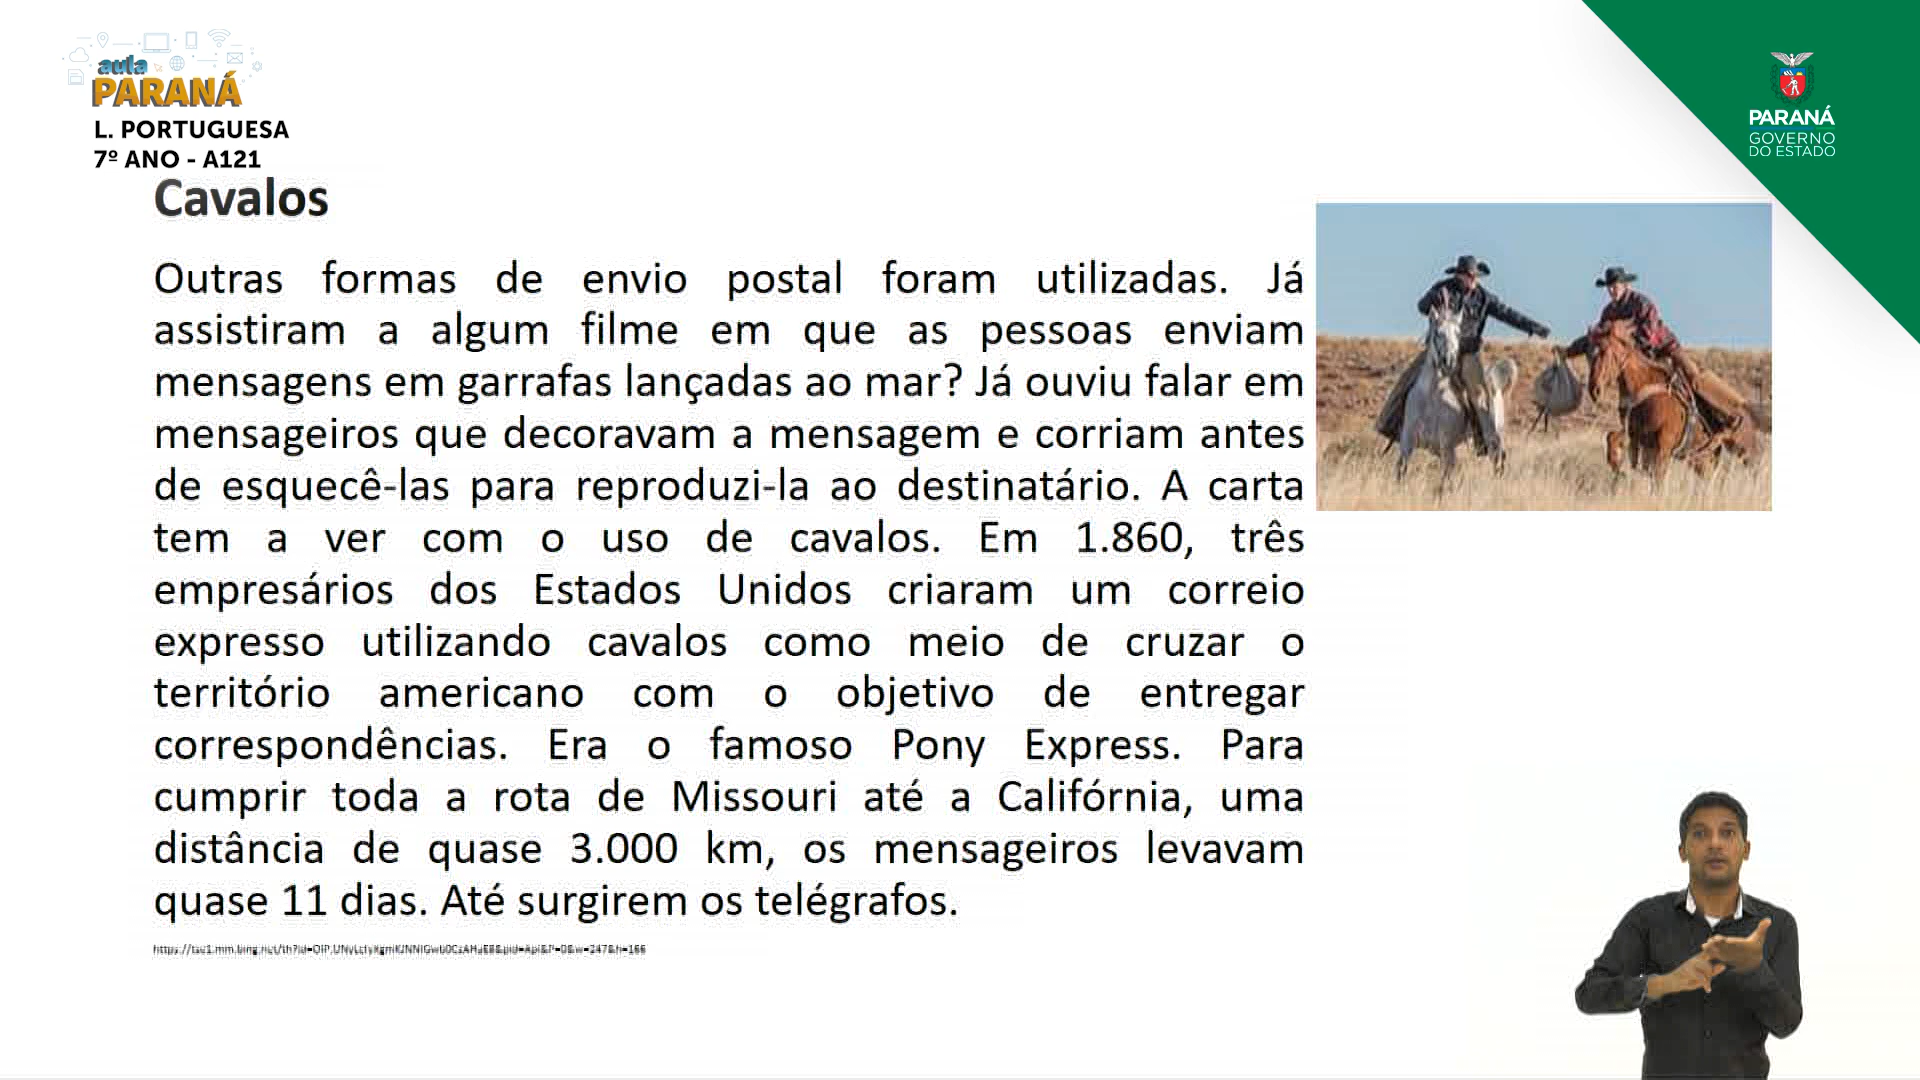 aula
PARANÁ
L. PORTUGUESA
7º ANO - A121
PARANÁ
GOVERNO
DO ESTADO
Cavalos
Outras formas de envio postal foram utilizadas. Já
assistiram a algum filme em que as pessoas enviam
mensagens em garrafas lançadas ao mar? Já ouviu falar em
mensageiros que decoravam a mensagem e corriam antes
de esquecê-las para reproduzi-la ao destinatário. A carta
tem a ver com o uso de cavalos. Em 1.860, três
empresários dos Estados Unidos criaram um correio
expresso utilizando cavalos como meio de cruzar o
território americano com o objetivo de entregar
correspondências. Era o famoso Pony Express. Para
cumprir toda a rota de Missouri até a Califórnia, uma
distância de quase 3.000 km, os mensageiros levavam
quase 11 dias. Até surgirem os telégrafos.